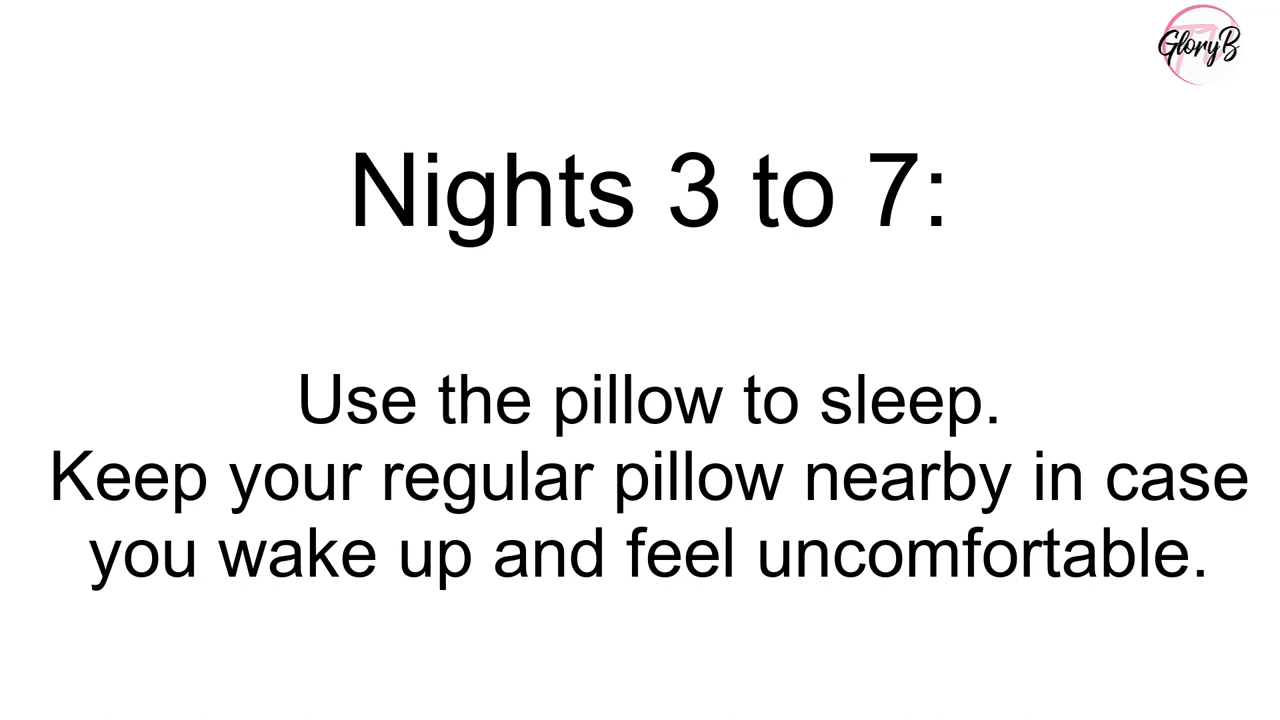 GloryB
Nights 3 to 7:
Use the pillow to sleep.
Keep your regular pillow nearby in case
you wake up and feel uncomfortable.